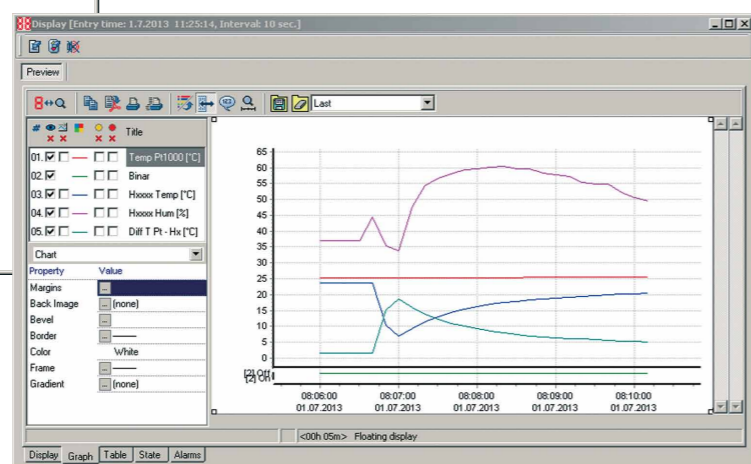 Display [Entry time: 1.7.2013 11:25:14, Interval: 10 sec.]
Preview
Last
# Title
01. Temp Pt1000 [°C]
02. Binar
03. Hxxxx Temp [°C]
04. Hxxxx Hum [%]
05. Diff T Pt - Hx [°C]
Chart
Property Value
Margins ...
Back Image ... (none)
Bevel ...
Border ...
Color White
Frame ...
Gradient ... (none)
65
60
55
50
45
40
35
30
25
20
15
10
5
0
[2] Off
[2] On
08:06:00 08:07:00 08:08:00 08:09:00 08:10:00
01.07.2013 01.07.2013 01.07.2013 01.07.2013 01.07.2013
<00h 05m> Floating display
Display Graph Table State Alarms